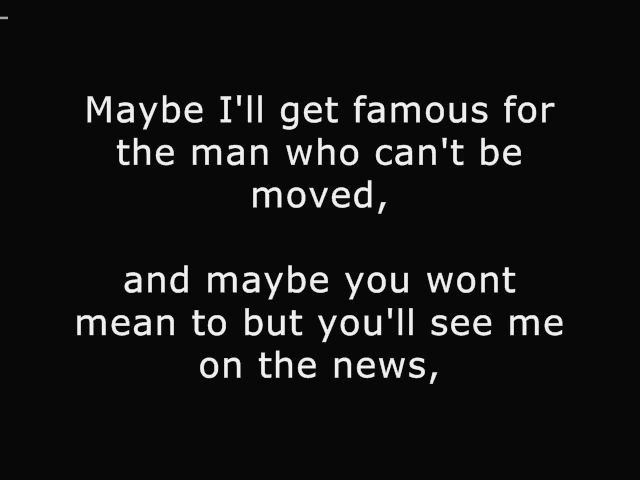 Maybe I'll get famous for
the man who can't be
moved,
and maybe you wont
mean to but you'll see me
on the news,